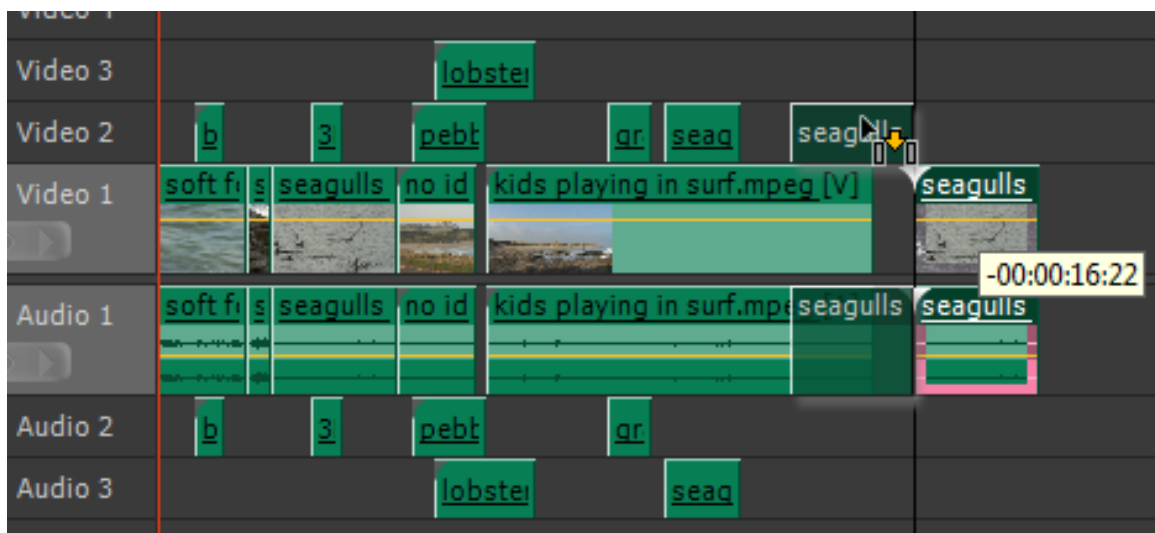 Video 3
lobster
Video 2
b
3
pebb
gr
seag
seagulls
Video 1
soft f
s
seagulls
no id
kids playing in surf.mpeg [V]
seagulls
-00:00:16:22
Audio 1
soft f
s
seagulls
no id
kids playing in surf.mpe
seagulls
seagulls
Audio 2
b
3
pebb
gr
Audio 3
lobster
seag